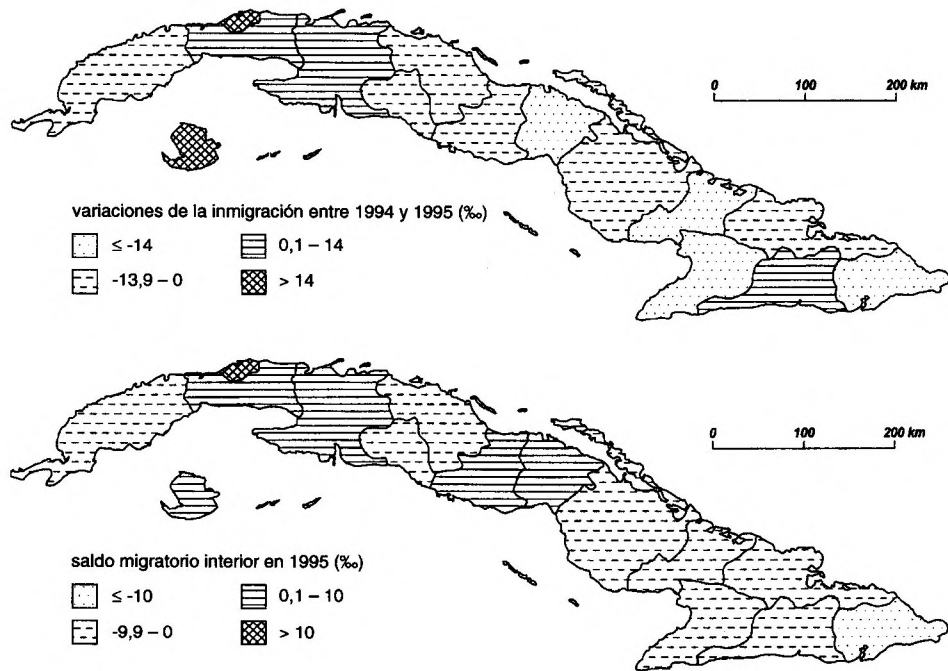 0 100 200 km
variaciones de la inmigración entre 1994 y 1995 (‰)
≤ -14 0,1 – 14
-13,9 – 0 > 14
0 100 200 km
saldo migratorio interior en 1995 (‰)
≤ -10 0,1 – 10
-9,9 – 0 > 10